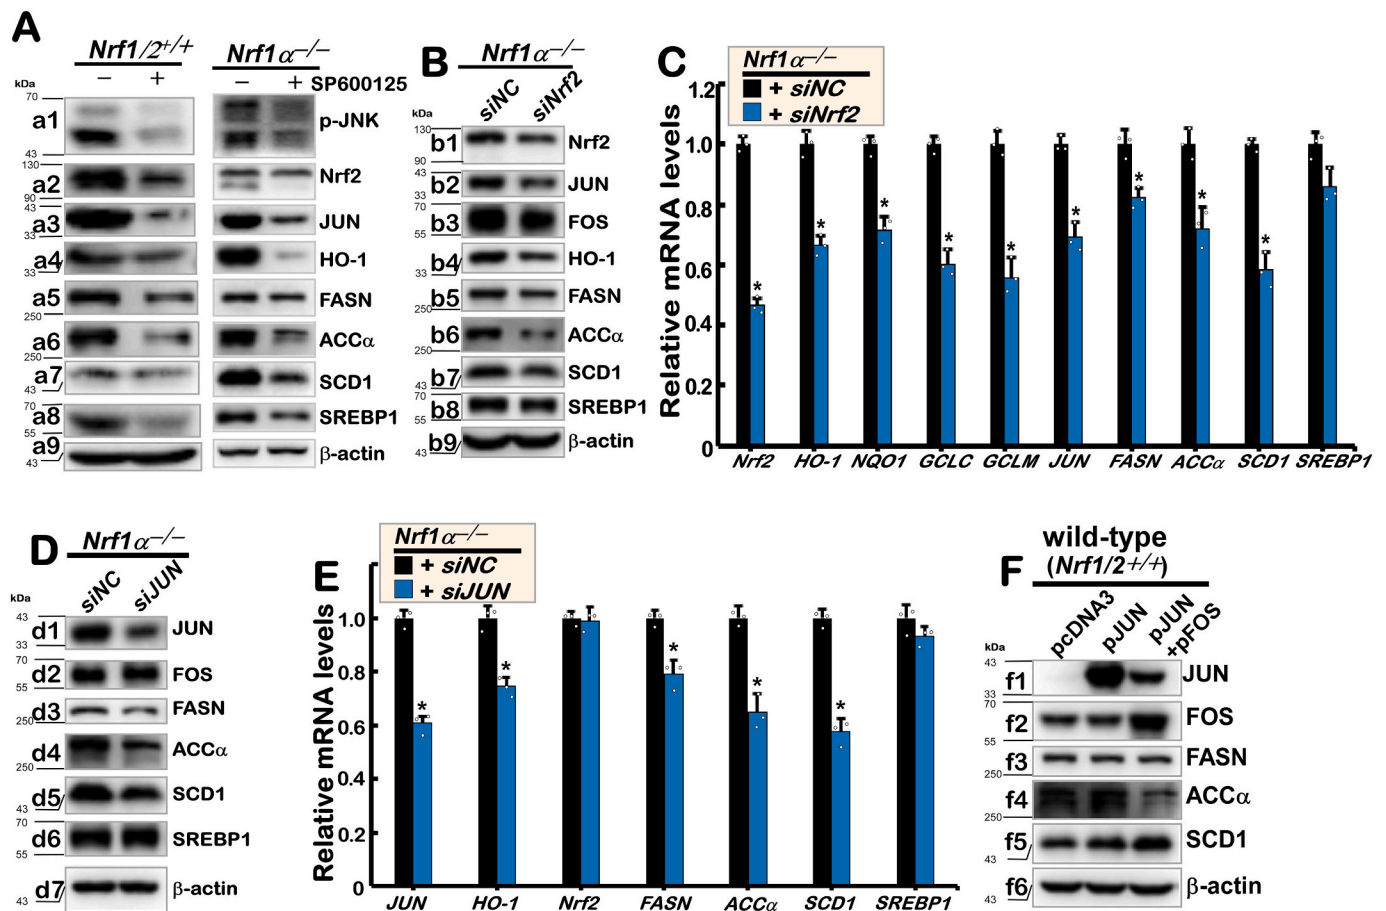 A
Nrf1/2+/+
Nrf1α−/−
− + − + SP600125
kDa
70
a1
43
p-JNK
130
a2
90
Nrf2
43
a3
33
JUN
a4
33
HO-1
a5
250
FASN
a6
250
ACCα
a7
43
SCD1
70
a8
55
SREBP1
a9
43
β-actin
B
Nrf1α−/−
siNC siNrf2
kDa
130
b1
90
Nrf2
43
b2
33
JUN
70
b3
55
FOS
b4
33
HO-1
b5
250
FASN
b6
250
ACCα
b7
43
SCD1
70
b8
55
SREBP1
b9
43
β-actin
C
Nrf1α−/−
+ siNC
+ siNrf2
Relative mRNA levels
1.2
1.0
0.8
0.6
0.4
0.2
0
* * * * * * * * *
Nrf2 HO-1 NQO1 GCLC GCLM JUN FASN ACCα SCD1 SREBP1
D
Nrf1α−/−
siNC siJUN
kDa
43
d1
33
JUN
70
d2
55
FOS
d3
250
FASN
d4
250
ACCα
d5
43
SCD1
70
d6
55
SREBP1
d7
43
β-actin
E
Nrf1α−/−
+ siNC
+ siJUN
Relative mRNA levels
1.0
0.8
0.6
0.4
0.2
0
* * * * *
JUN HO-1 Nrf2 FASN ACCα SCD1 SREBP1
F
wild-type
(Nrf1/2+/+)
pcDNA3 pJUN pJUN
+pFOS
kDa
43
f1
33
JUN
70
f2
55
FOS
f3
250
FASN
f4
250
ACCα
f5
43
SCD1
f6
43
β-actin